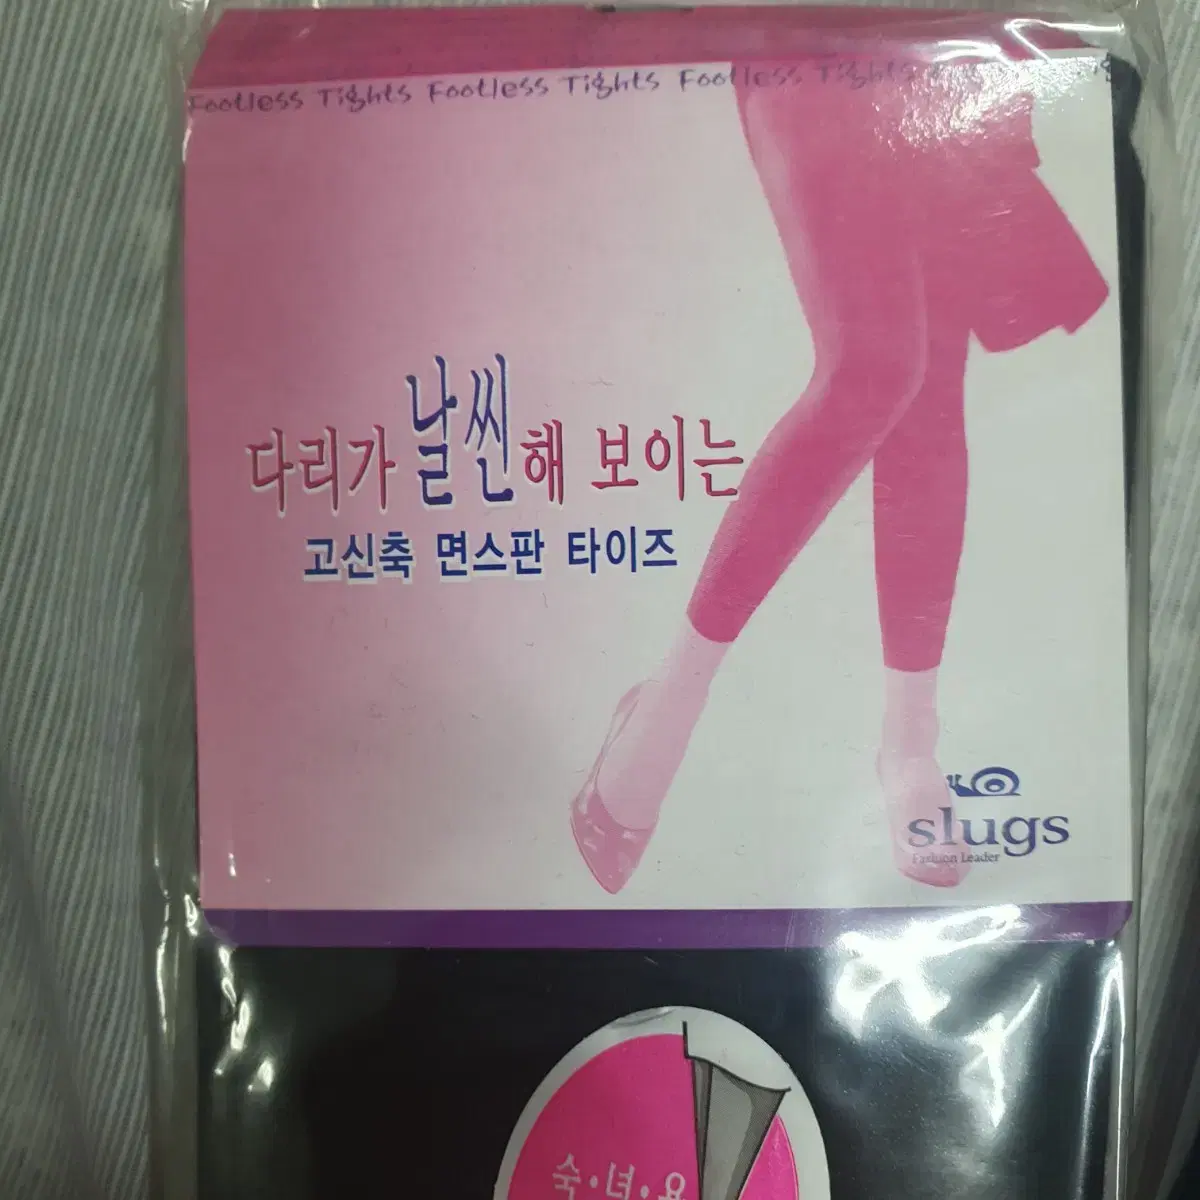 Footless Tights Footless Tights Footless Tights
다리가 날씬해 보이는
고신축 면스판 타이즈
slugs
Fashion Leader
숙·녀·용